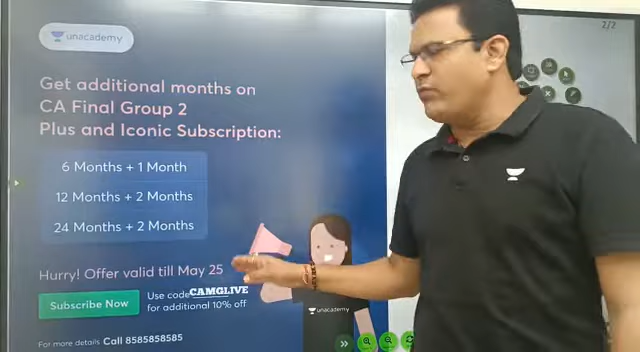 2/2
unacademy
Get additional months on
CA Final Group 2
Plus and Iconic Subscription:
6 Months + 1 Month
12 Months + 2 Months
24 Months + 2 Months
Hurry! Offer valid till May 25
Subscribe Now
Use code CAMGLIVE
for additional 10% off
unacademy
For more details Call 8585858585